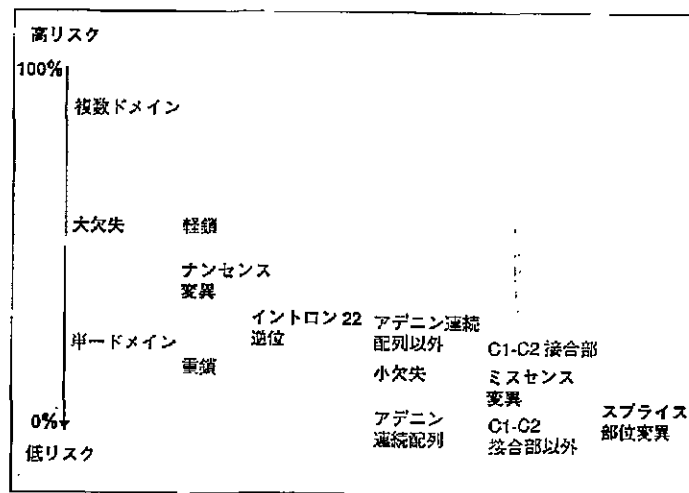 高リスク
100%
複数ドメイン
大欠失
軽鎖
ナンセンス
変異
イントロン 22
逆位
単一ドメイン
重鎖
アデニン連続
配列以外
小欠失
C1-C2 接合部
ミスセンス
変異
0%
アデニン
連続配列
C1-C2
接合部以外
スプライス
部位変異
低リスク